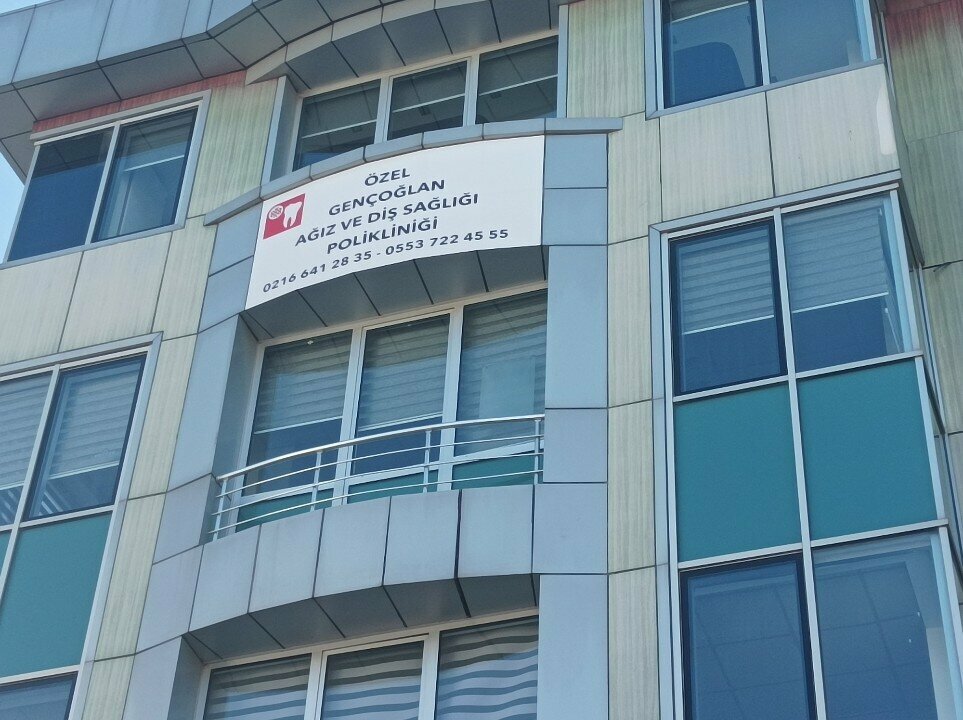 ÖZEL
GENÇOĞLAN
AĞIZ VE DİŞ SAĞLIĞI
POLİKLİNİĞİ
0216 641 28 35 - 0553 722 45 55